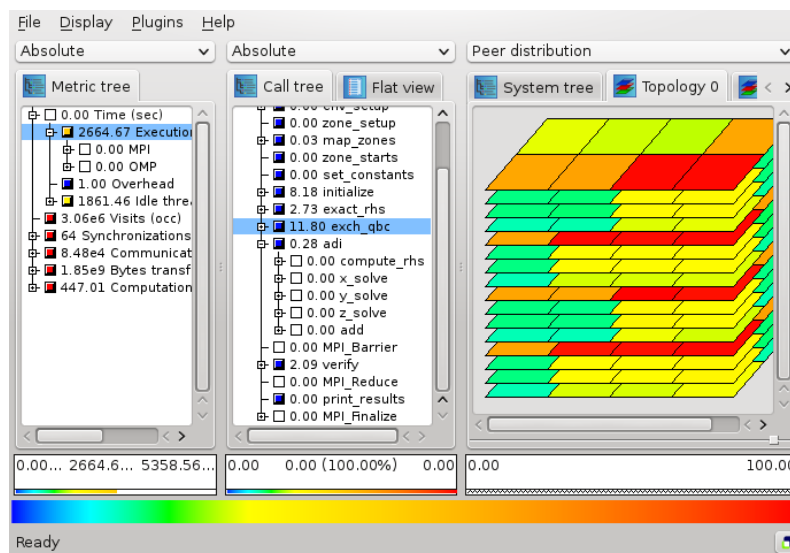 File Display Plugins Help
Absolute Absolute Peer distribution
Metric tree Call tree Flat view System tree Topology 0
0.00 Time (sec)
2664.67 Execution
0.00 MPI
0.00 OMP
1.00 Overhead
1861.46 Idle thre
3.06e6 Visits (occ)
64 Synchronizations
8.48e4 Communicat
1.85e9 Bytes transf
447.01 Computation
0.00 env_setup
0.00 zone_setup
0.03 map_zones
0.00 zone_starts
0.00 set_constants
8.18 initialize
2.73 exact_rhs
11.80 exch_qbc
0.28 adi
0.00 compute_rhs
0.00 x_solve
0.00 y_solve
0.00 z_solve
0.00 add
0.00 MPI_Barrier
2.09 verify
0.00 MPI_Reduce
0.00 print_results
0.00 MPI_Finalize
0.00... 2664.6... 5358.56... 0.00 0.00 (100.00%) 0.00 0.00 100.0
Ready